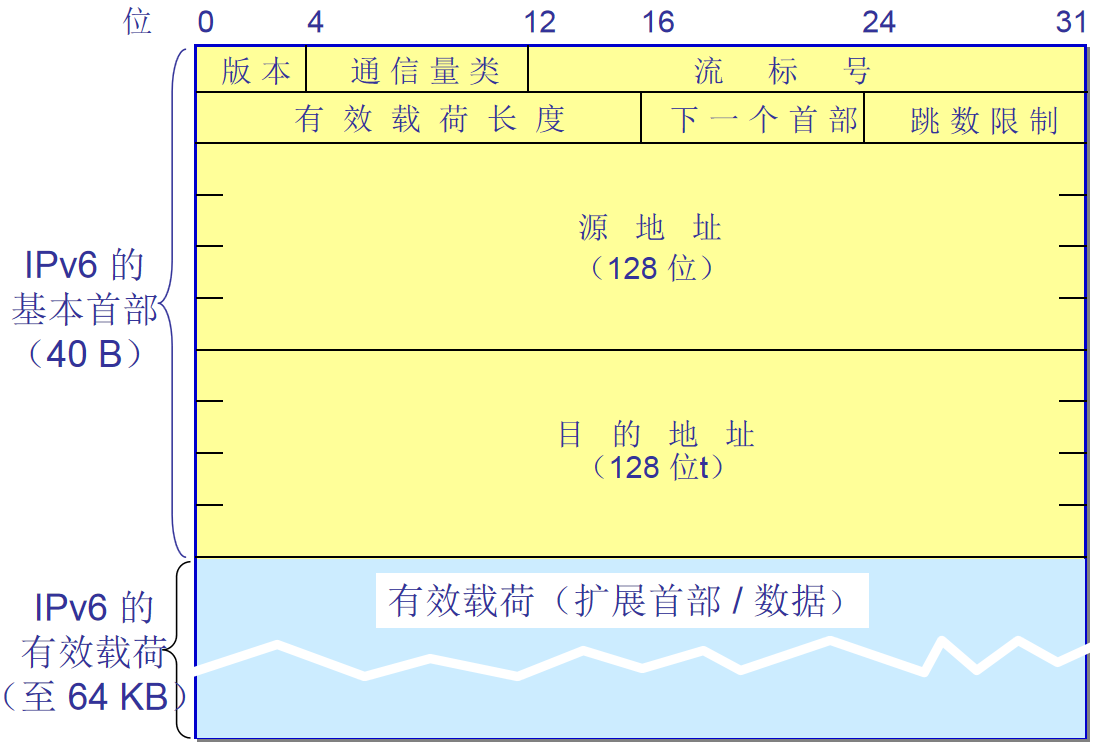 位 0 4 12 16 24 31
版本 通信量类 流标号
有效载荷长度 下一个首部 跳数限制
源地址
（128 位）
IPv6 的
基本首部
（40 B）
目的地址
（128 位t）
IPv6 的
有效载荷
（至 64 KB）
有效载荷（扩展首部 / 数据）